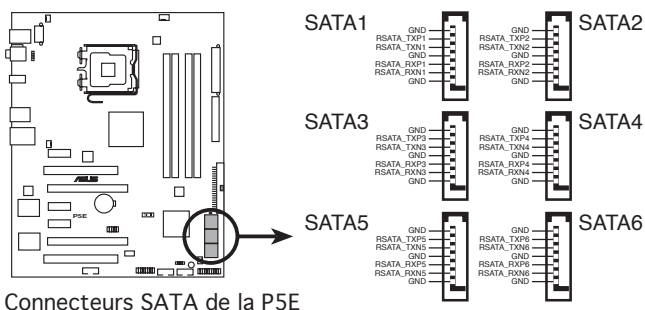 SATA1
GND
RSATA_TXP1
RSATA_TXN1
GND
RSATA_RXP1
RSATA_RXN1
GND
SATA2
GND
RSATA_TXP2
RSATA_TXN2
GND
RSATA_RXP2
RSATA_RXN2
GND
SATA3
GND
RSATA_TXP3
RSATA_TXN3
GND
RSATA_RXP3
RSATA_RXN3
GND
SATA4
GND
RSATA_TXP4
RSATA_TXN4
GND
RSATA_RXP4
RSATA_RXN4
GND
SATA5
GND
RSATA_TXP5
RSATA_TXN5
GND
RSATA_RXP5
RSATA_RXN5
GND
SATA6
GND
RSATA_TXP6
RSATA_TXN6
GND
RSATA_RXP6
RSATA_RXN6
GND
ASUS
P5E
Connecteurs SATA de la P5E